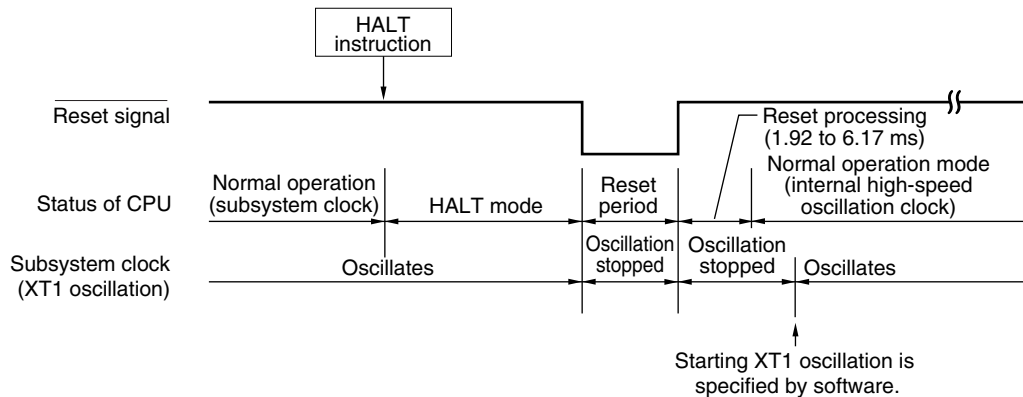 HALT
instruction
Reset signal
Reset processing
(1.92 to 6.17 ms)
Status of CPU
Normal operation
(subsystem clock)
HALT mode
Reset
period
Normal operation mode
(internal high-speed
oscillation clock)
Subsystem clock
(XT1 oscillation)
Oscillates
Oscillation
stopped
Oscillation
stopped
Oscillates
Starting XT1 oscillation is
specified by software.